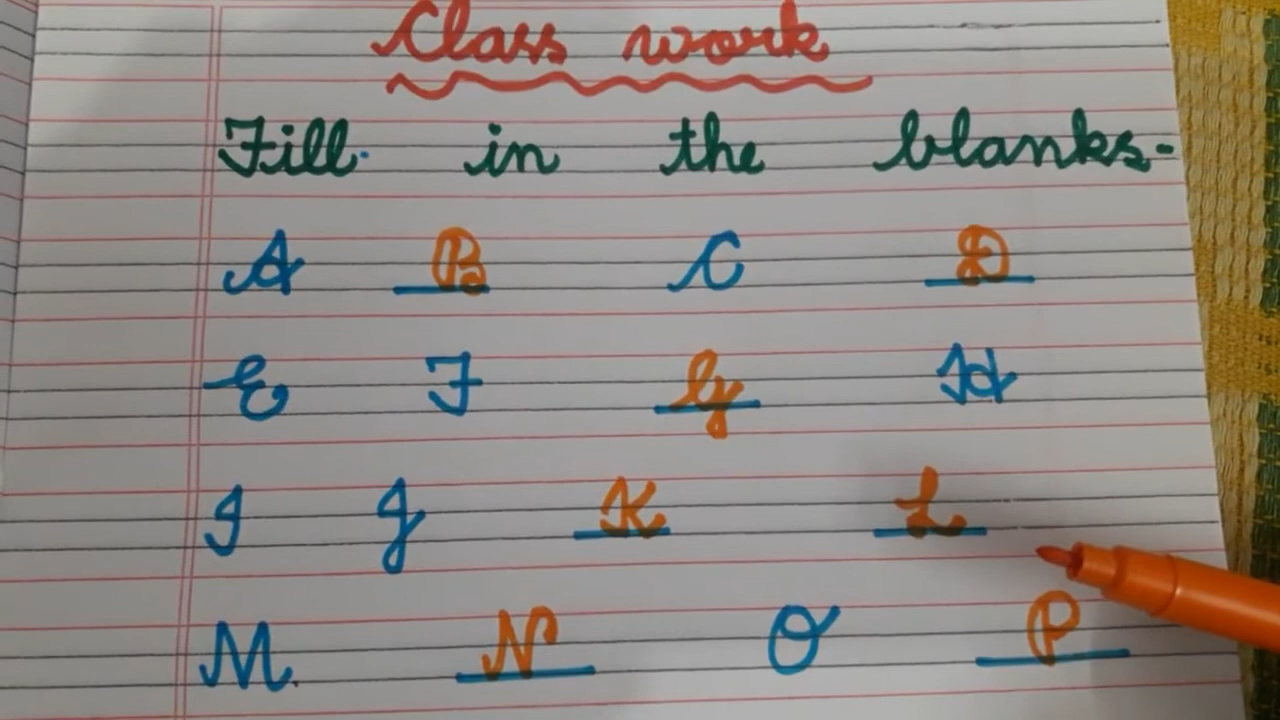 Class work
Fill in the blanks-
A B C D
E F G H
I J K L
M N O P